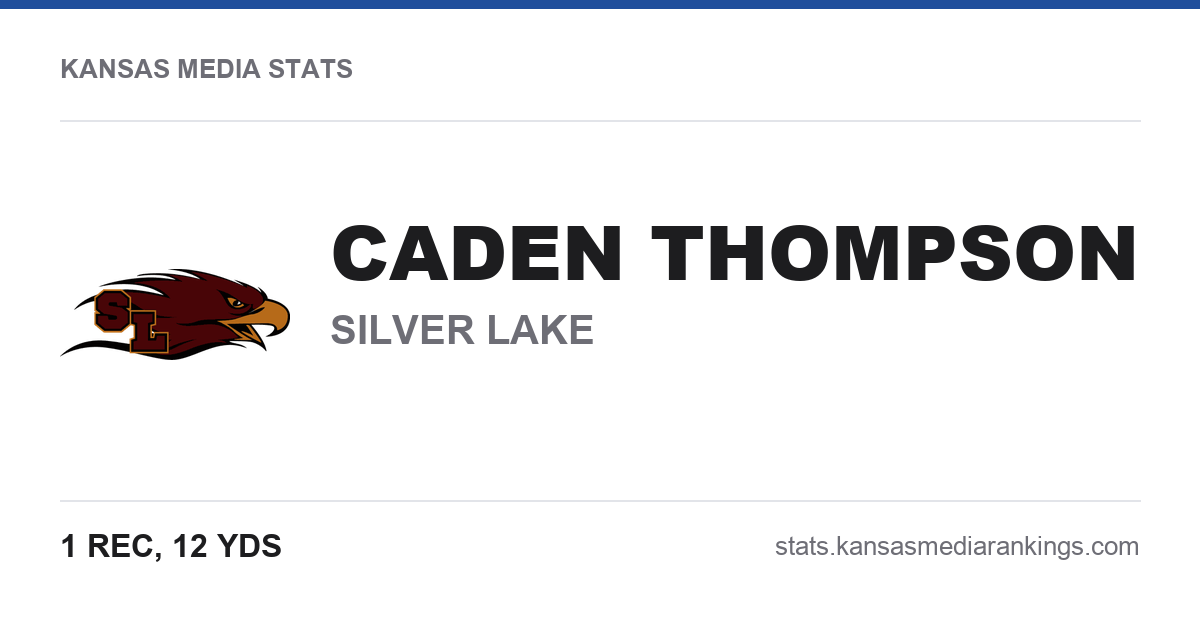 KANSAS MEDIA STATS
CADEN THOMPSON
SILVER LAKE
SL
1 REC, 12 YDS
stats.kansasmediarankings.com